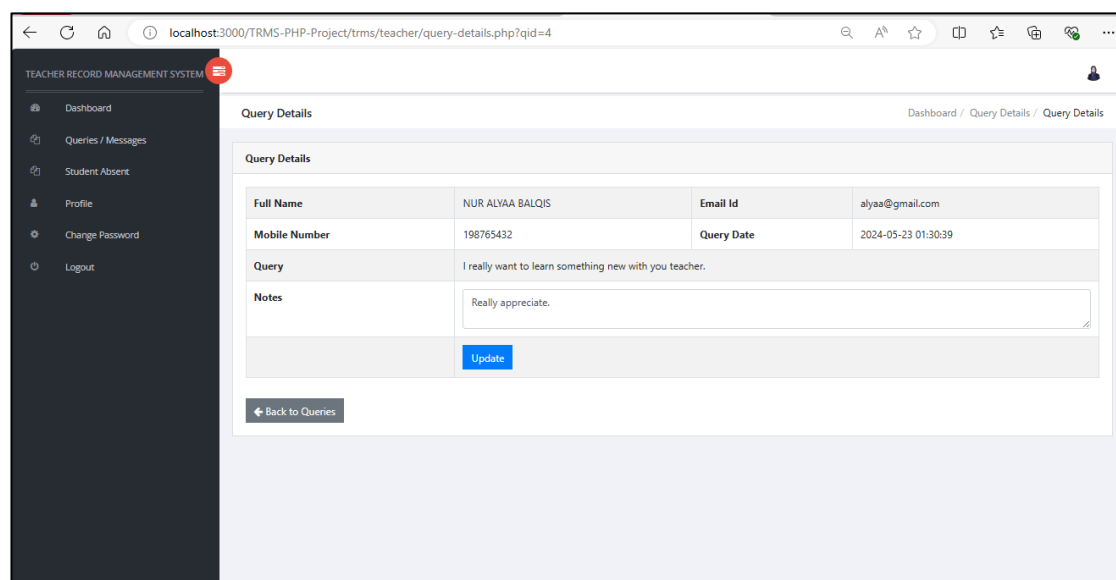 localhost:3000/TRMS-PHP-Project/trms/teacher/query-details.php?qid=4
TEACHER RECORD MANAGEMENT SYSTEM
Dashboard
Queries / Messages
Student Absent
Profile
Change Password
Logout
Query Details
Dashboard / Query Details / Query Details
Query Details
Full Name NUR ALYAA BALQIS Email Id alyaa@gmail.com
Mobile Number 198765432 Query Date 2024-05-23 01:30:39
Query I really want to learn something new with you teacher.
Notes Really appreciate.
Update
Back to Queries